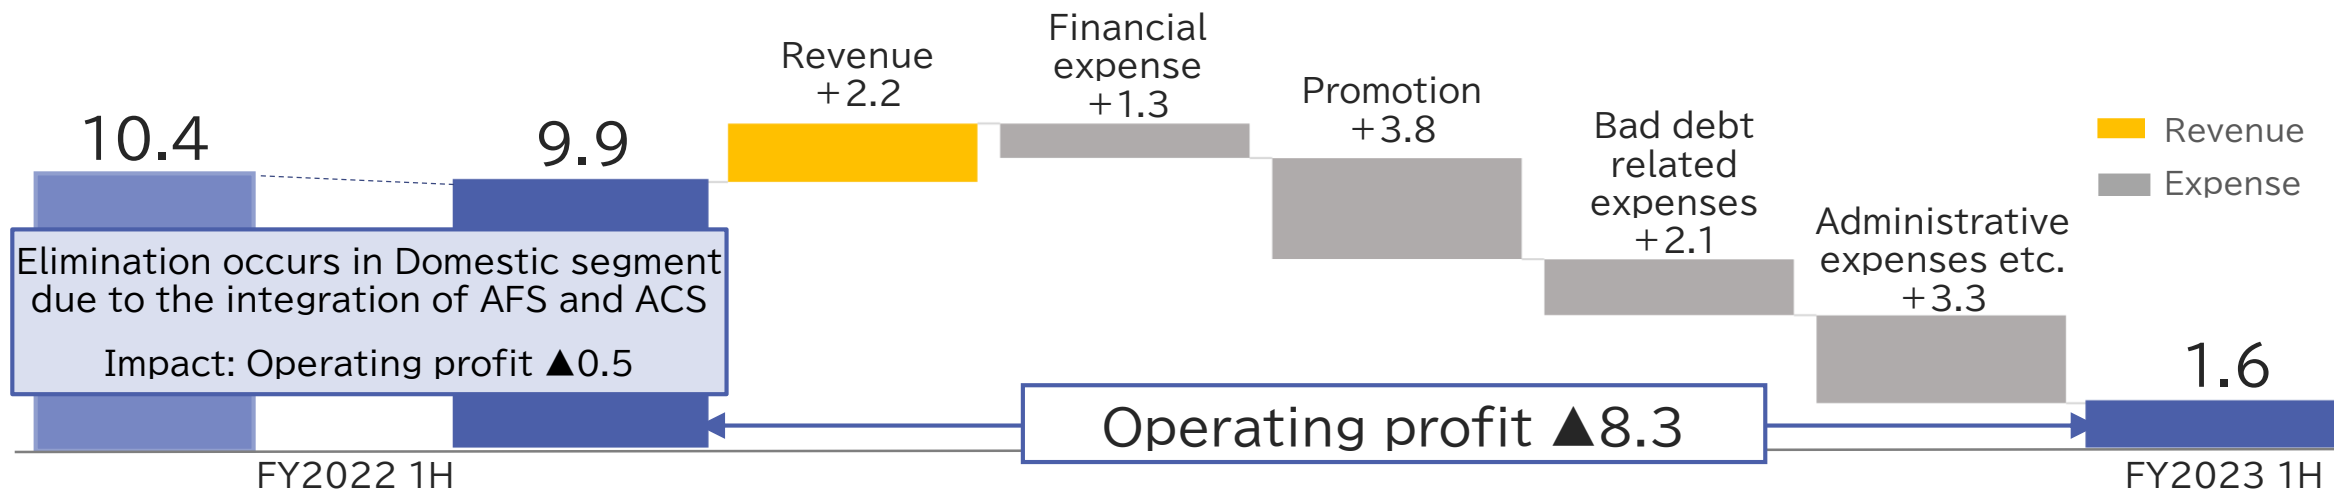 10.4
9.9
Revenue
+2.2
Financial
expense
+1.3
Promotion
+3.8
Bad debt
related
expenses
+2.1
Administrative
expenses etc.
+3.3
1.6
Revenue
Expense
Elimination occurs in Domestic segment
due to the integration of AFS and ACS
Impact: Operating profit ▲0.5
Operating profit ▲8.3
FY2022 1H
FY2023 1H